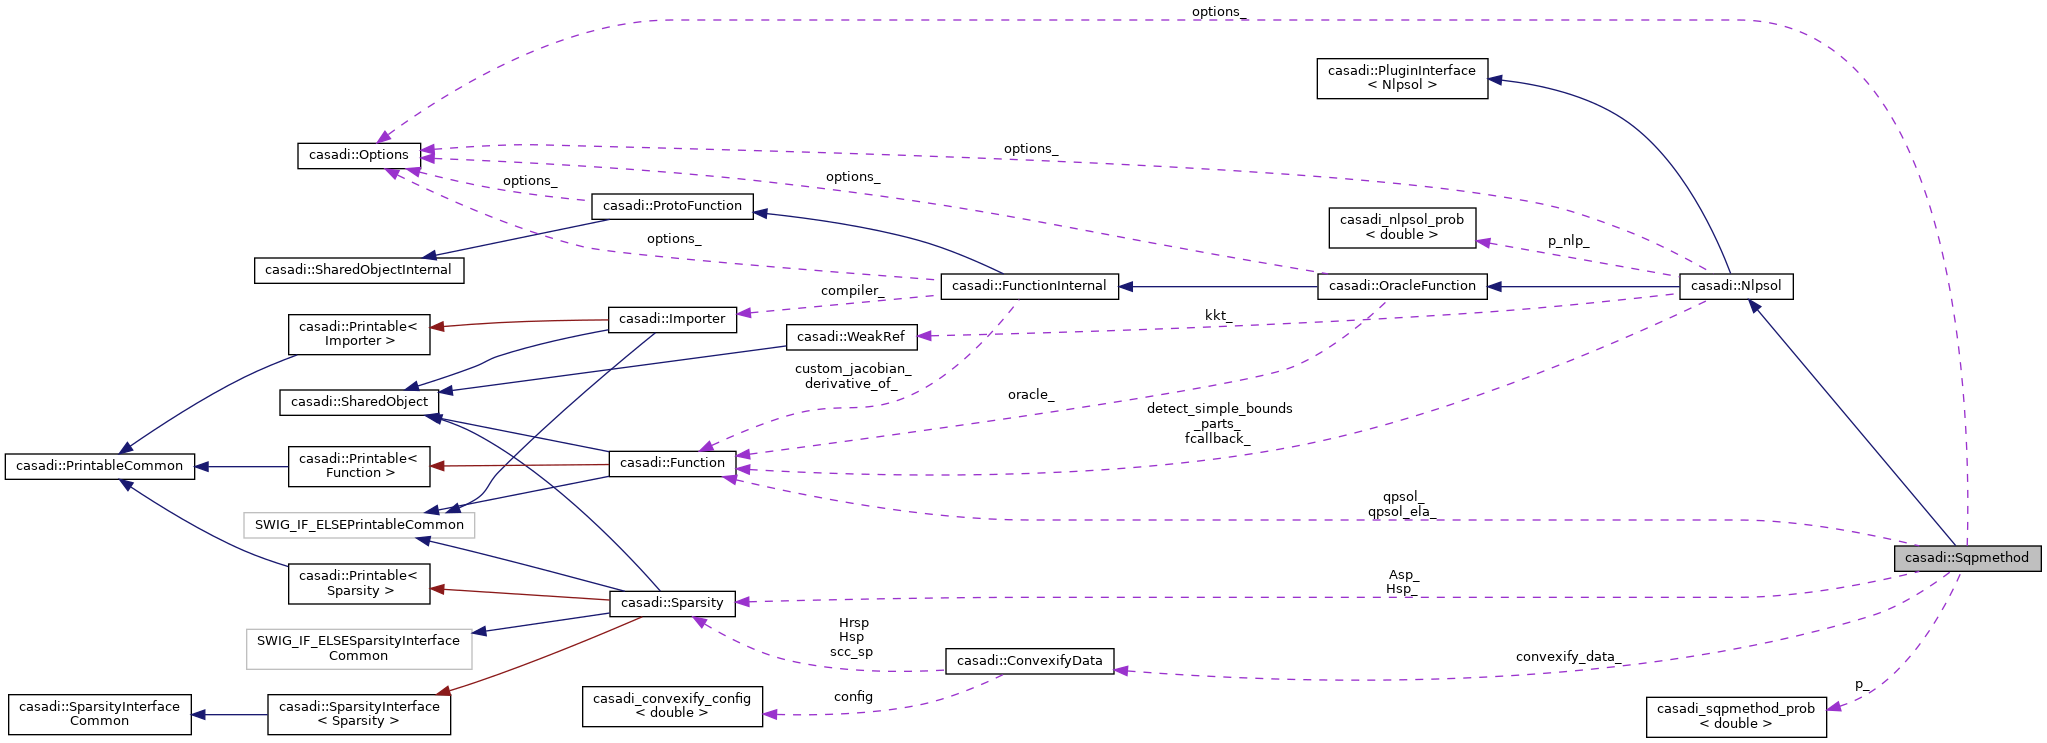 options_
casadi::PluginInterface
< Nlpsol >
casadi::Options
options_
options_
options_
casadi::ProtoFunction
casadi_nlpsol_prob
< double >
options_
p_nlp_
casadi::SharedObjectInternal
casadi::FunctionInternal
casadi::OracleFunction
casadi::Nlpsol
compiler_
casadi::Importer
kkt_
casadi::Printable<
Importer >
casadi::WeakRef
custom_jacobian_
derivative_of_
oracle_
casadi::SharedObject
detect_simple_bounds
_parts_
fcallback_
casadi::PrintableCommon
casadi::Printable<
Function >
casadi::Function
qpsol_
qpsol_ela_
SWIG_IF_ELSEPrintableCommon
casadi::Sqpmethod
casadi::Printable<
Sparsity >
Asp_
Hsp_
casadi::Sparsity
Hrsp
Hsp
scc_sp
SWIG_IF_ELSESparsityInterface
Common
casadi::ConvexifyData
convexify_data_
p_
config
casadi::SparsityInterface
Common
casadi::SparsityInterface
< Sparsity >
casadi_convexify_config
< double >
casadi_sqpmethod_prob
< double >